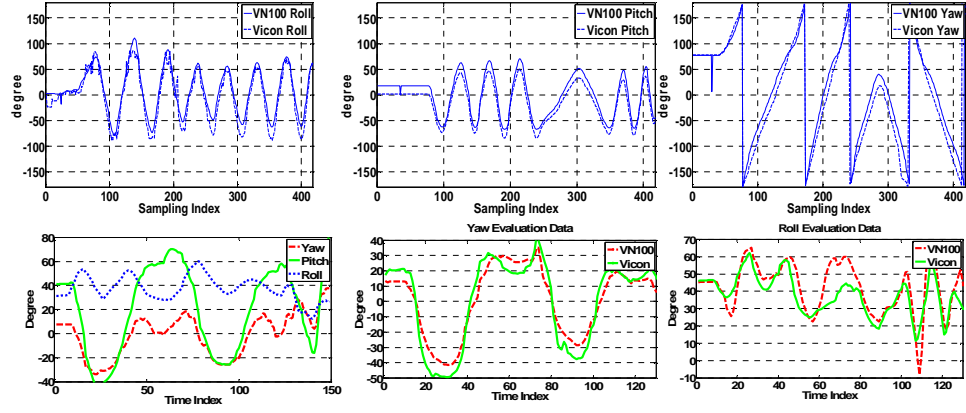 VN100 Roll
Vicon Roll
150
100
50
0
-50
-100
-150
degree
0 100 200 300 400
Sampling Index
VN100 Pitch
Vicon Pitch
150
100
50
0
-50
-100
-150
degree
0 100 200 300 400
Sampling Index
VN100 Yaw
Vicon Yaw
150
100
50
0
-50
-100
-150
degree
0 100 200 300 400
Sampling Index
Yaw
Pitch
Roll
80
60
40
20
0
-20
-40
Degree
0 50 100 150
Time Index
Yaw Evaluation Data
VN100
Vicon
40
30
20
10
0
-10
-20
-30
-40
-50
Degree
0 20 40 60 80 100 120
Time Index
Roll Evaluation Data
VN100
Vicon
70
60
50
40
30
20
10
0
-10
Degree
0 20 40 60 80 100 120
Time Index